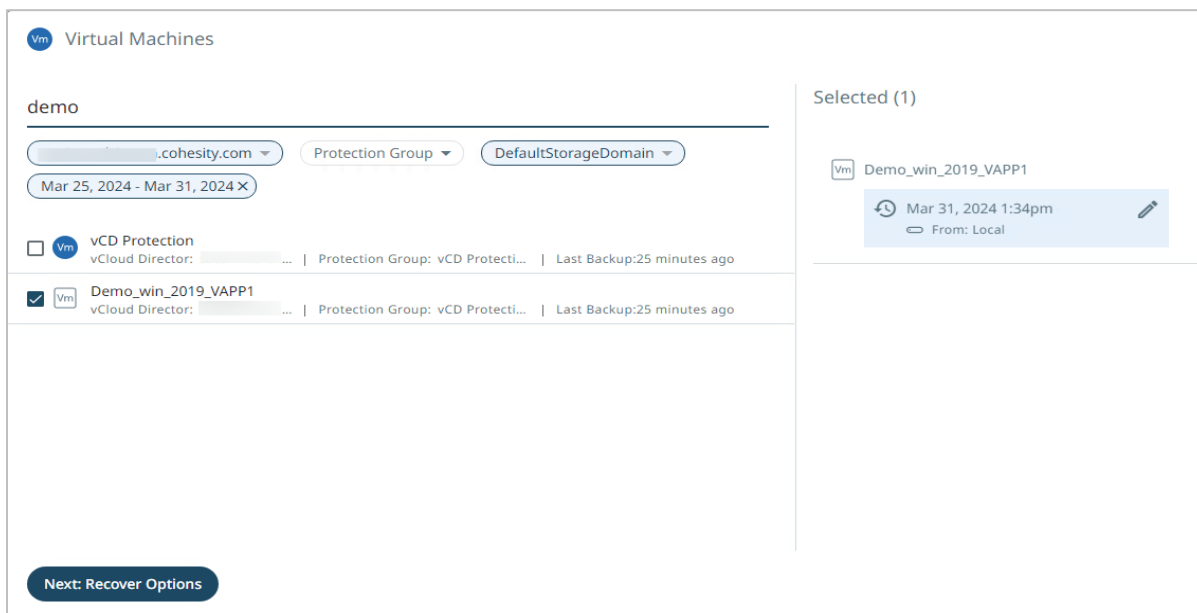 Vm Virtual Machines
demo
.cohesity.com Protection Group DefaultStorageDomain
Mar 25, 2024 - Mar 31, 2024 ×
Vm vCD Protection
vCloud Director: ... | Protection Group: vCD Protecti... | Last Backup:25 minutes ago
Vm Demo_win_2019_VAPP1
vCloud Director: ... | Protection Group: vCD Protecti... | Last Backup:25 minutes ago
Next: Recover Options
Selected (1)
Vm Demo_win_2019_VAPP1
Mar 31, 2024 1:34pm
From: Local